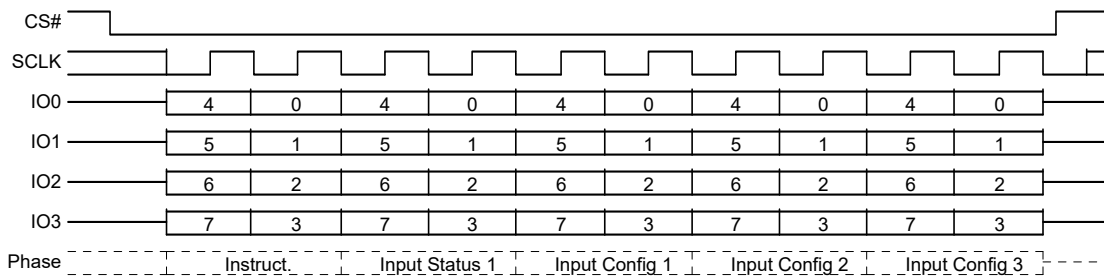 CS#
SCLK
IO0 4 0 4 0 4 0 4 0 4 0
IO1 5 1 5 1 5 1 5 1 5 1
IO2 6 2 6 2 6 2 6 2 6 2
IO3 7 3 7 3 7 3 7 3 7 3
Phase Instruct. Input Status 1 Input Config 1 Input Config 2 Input Config 3